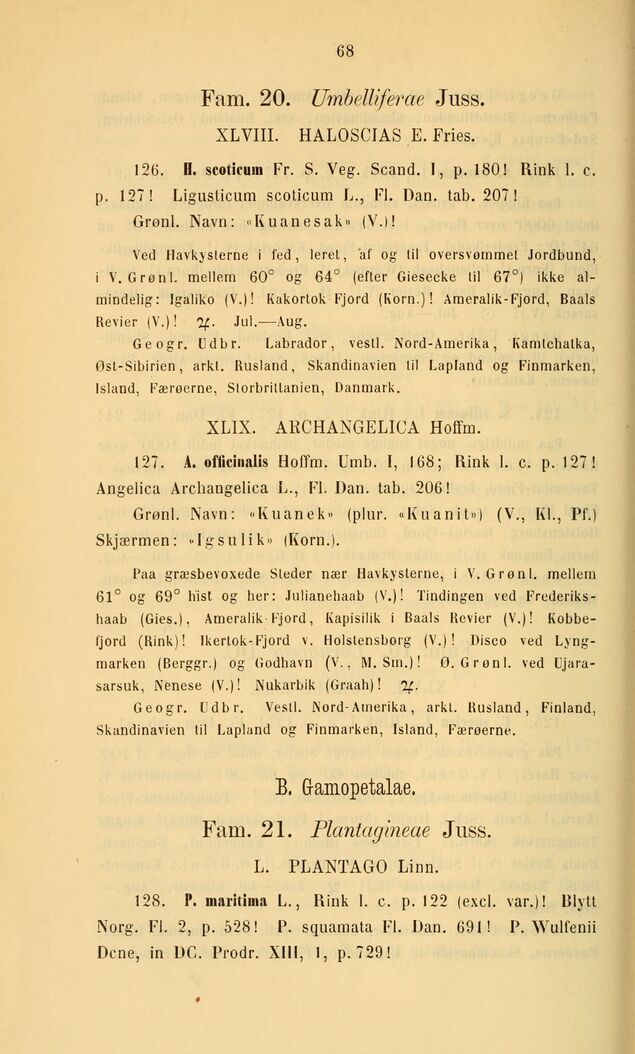 68
Fam. 20. Umbelliferae Juss.
XLVIII. HALOSCIAS E. Fries.
126. H. scoticum Fr. S. Veg. Scand. I, p. 180! Rink l. c.
p. 127! Ligusticum scoticum L., Fl. Dan. tab. 207!
Grønl. Navn: «Kuanesak» (V.)!
Ved Havkysterne i fed, leret, af og til oversvømmet Jordbund,
i V. Grønl. mellem 60° og 64° (efter Giesecke til 67°) ikke al-
mindelig: Igaliko (V.)! Kakortok-Fjord (Korn.)! Ameralik-Fjord, Baals
Revier (V.)! ♃. Jul.—Aug.
Geogr. Udbr. Labrador, vestl. Nord-Amerika, Kamtchatka,
Øst-Sibirien, arkt. Rusland, Skandinavien til Lapland og Finmarken,
Island, Færøerne, Storbrittanien, Danmark.
XLIX. ARCHANGELICA Hoffm.
127. A. officinalis Hoffm. Umb. I, 168; Rink l. c. p. 127!
Angelica Archangelica L., Fl. Dan. tab. 206!
Grønl. Navn: «Kuanek» (plur. «Kuanit») (V., Kl., Pf.)
Skjærmen: «Igsulik» (Korn.).
Paa græsbevoxede Steder nær Havkysterne, i V. Grønl. mellem
61° og 69° hist og her: Julianehaab (V.)! Tindingen ved Frederiks-
haab (Gies.), Ameralik-Fjord, Kapisilik i Baals Revier (V.)! Kobbe-
fjord (Rink)! Ikertok-Fjord v. Holstensborg (V.)! Disco ved Lyng-
marken (Berggr.) og Godhavn (V., M. Sm.)! Ø. Grønl. ved Ujara-
sarsuk, Nenese (V.)! Nukarbik (Graah)! ♃.
Geogr. Udbr. Vestl. Nord-Amerika, arkt. Rusland, Finland,
Skandinavien til Lapland og Finmarken, Island, Færøerne.
B. Gamopetalae.
Fam. 21. Plantagineae Juss.
L. PLANTAGO Linn.
128. P. maritima L., Rink l. c. p. 122 (excl. var.)! Blytt
Norg. Fl. 2, p. 528! P. squamata Fl. Dan. 691! P. Wulfenii
Dcne, in DC. Prodr. XIII, 1, p. 729!